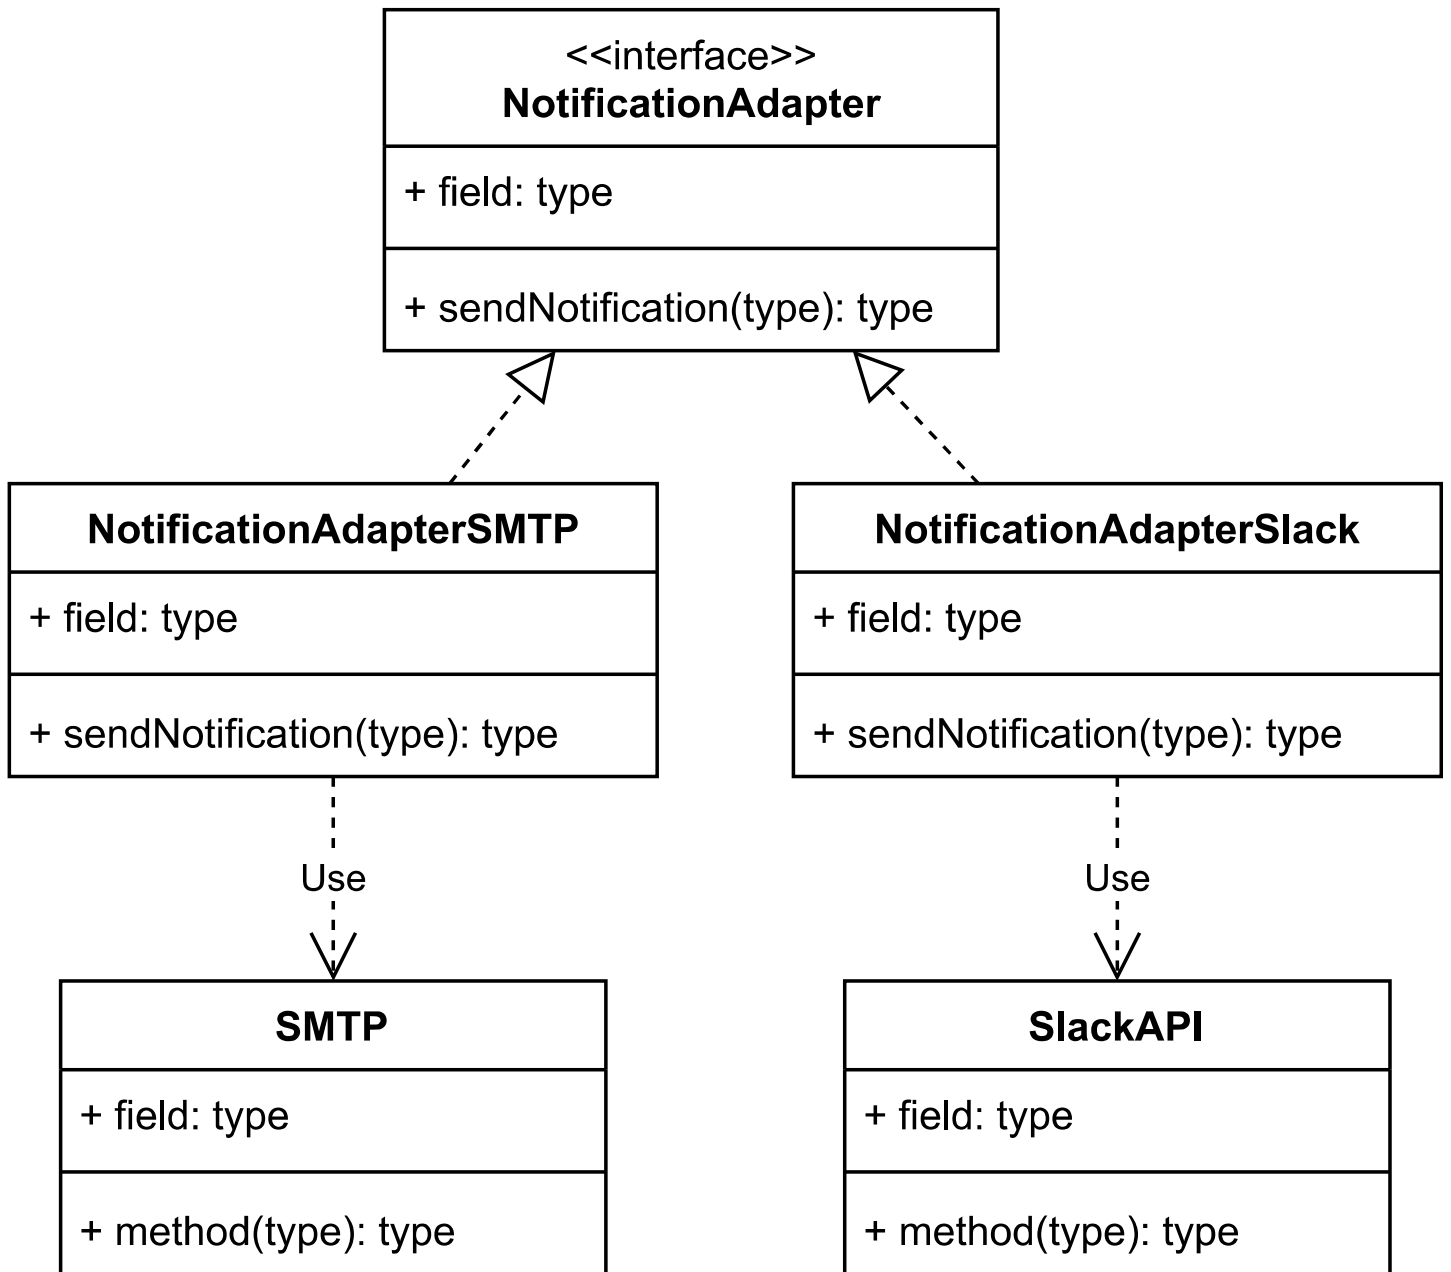 <<interface>>
NotificationAdapter
+ field: type
+ sendNotification(type): type
NotificationAdapterSMTP
+ field: type
+ sendNotification(type): type
NotificationAdapterSlack
+ field: type
+ sendNotification(type): type
Use
Use
SMTP
+ field: type
+ method(type): type
SlackAPI
+ field: type
+ method(type): type